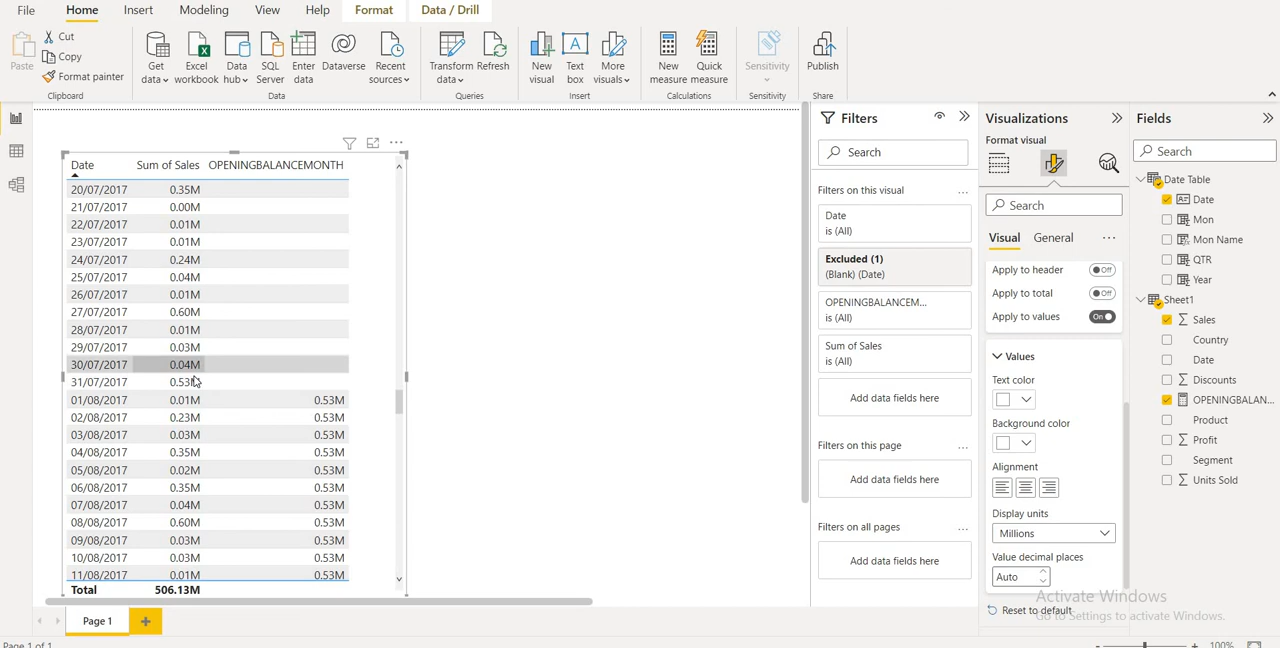 File Home Insert Modeling View Help Format Data / Drill
Paste Cut
Copy
Format painter
Clipboard
Get data Excel workbook Data hub SQL Server Enter data Dataverse Recent sources
Data
Transform data Refresh
Queries
New visual Text box More visuals
Insert
New measure Quick measure
Calculations
Sensitivity
Sensitivity
Publish
Share
Date Sum of Sales OPENINGBALANCEMONTH
20/07/2017 0.35M
21/07/2017 0.00M
22/07/2017 0.01M
23/07/2017 0.01M
24/07/2017 0.24M
25/07/2017 0.04M
26/07/2017 0.01M
27/07/2017 0.60M
28/07/2017 0.01M
29/07/2017 0.03M
30/07/2017 0.04M
31/07/2017 0.53M
01/08/2017 0.01M 0.53M
02/08/2017 0.23M 0.53M
03/08/2017 0.03M 0.53M
04/08/2017 0.35M 0.53M
05/08/2017 0.02M 0.53M
06/08/2017 0.35M 0.53M
07/08/2017 0.04M 0.53M
08/08/2017 0.60M 0.53M
09/08/2017 0.03M 0.53M
10/08/2017 0.03M 0.53M
11/08/2017 0.01M 0.53M
Total 506.13M
Page 1 +
Page 1 of 1
Filters
Search
Filters on this visual ...
Date
is (All)
Excluded (1)
(Blank) (Date)
OPENINGBALANCEM...
is (All)
Sum of Sales
is (All)
Add data fields here
Filters on this page ...
Add data fields here
Filters on all pages ...
Add data fields here
Visualizations
Format visual
Search
Visual General ...
Apply to header Off
Apply to total Off
Apply to values On
Values
Text color
Background color
Alignment
Display units
Millions
Value decimal places
Auto
Reset to default
Fields
Search
Date Table
Date
Mon
Mon Name
QTR
Year
Sheet1
Sales
Country
Date
Discounts
OPENINGBALAN...
Product
Profit
Segment
Units Sold
Activate Windows
Go to Settings to activate Windows.
- + 100%